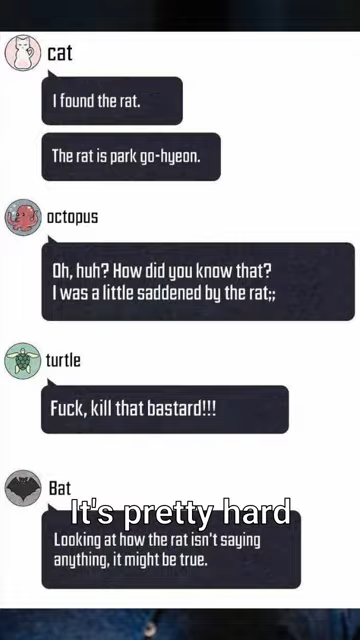 cat
I found the rat.
The rat is park go-hyeon.
octopus
Oh, huh? How did you know that?
I was a little saddened by the rat;;
turtle
Fuck, kill that bastard!!!
Bat
It's pretty hard
Looking at how the rat isn't saying
anything, it might be true.